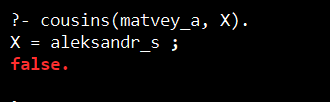 ?- cousins(matvey_a, X).
X = aleksandr_s ;
false.